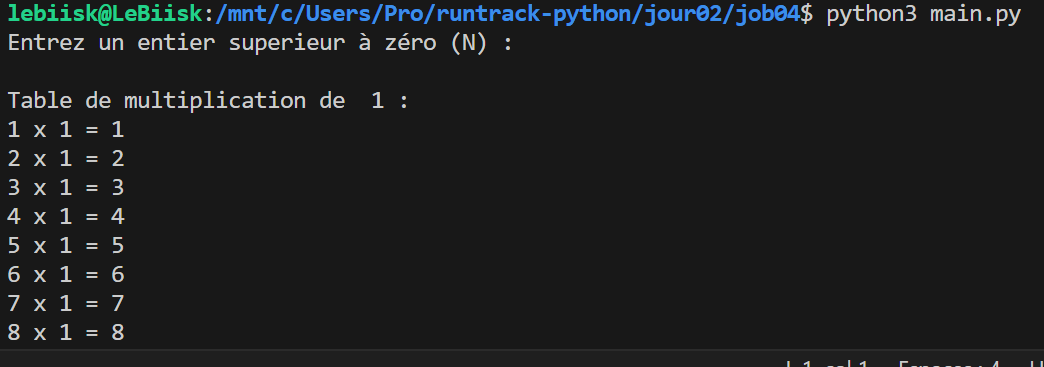 lebiisk@LeBiisk:/mnt/c/Users/Pro/runtrack-python/jour02/job04$ python3 main.py
Entrez un entier superieur à zéro (N) :
Table de multiplication de  1 :
1 x 1 = 1
2 x 1 = 2
3 x 1 = 3
4 x 1 = 4
5 x 1 = 5
6 x 1 = 6
7 x 1 = 7
8 x 1 = 8